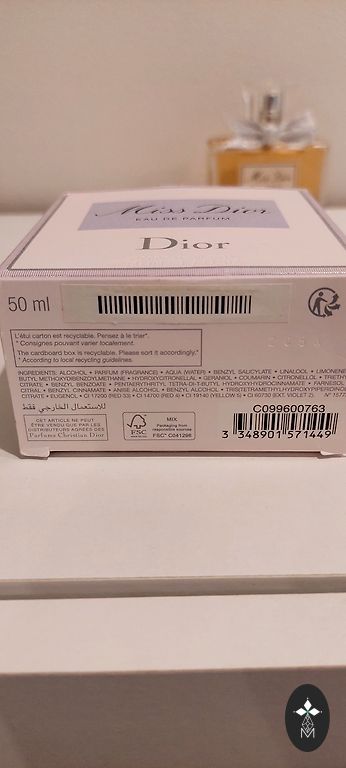 Miss Dior
Miss Dior
EAU DE PARFUM
Dior
50 ml
L'étui carton est recyclable. Pensez à le trier*.
* Consignes pouvant varier localement.
The cardboard box is recyclable. Please sort it accordingly.*
* According to local recycling guidelines.
INGREDIENTS: ALCOHOL • PARFUM (FRAGRANCE) • AQUA (WATER) • BENZYL SALICYLATE • LINALOOL • LIMONENE
BUTYL METHOXYDIBENZOYLMETHANE • HYDROXYCITRONELLAL • GERANIOL • COUMARIN • CITRONELLOL • TRIETHY
CITRATE • BENZYL BENZOATE • PENTAERYTHRITYL TETRA-DI-T-BUTYL HYDROXYHYDROCINNAMATE • FARNESOL
CITRAL • BENZYL CINNAMATE • ANISE ALCOHOL • BENZYL ALCOHOL • TRIS(TETRAMETHYLHYDROXYPIPERIDINOL)
CITRATE • EUGENOL • CI 17200 (RED 33) • CI 14700 (RED 4) • CI 19140 (YELLOW 5) • CI 60730 (EXT. VIOLET 2). N° 1577
للاستعمال الخارجي فقط
CET ARTICLE NE PEUT
ÊTRE VENDU QUE PAR LES
DISTRIBUTEURS AGRÉÉS DES
Parfums Christian Dior
FSC
MIX
Packaging from
responsible sources
FSC® C041296
C099600763
3 348901 571449
M